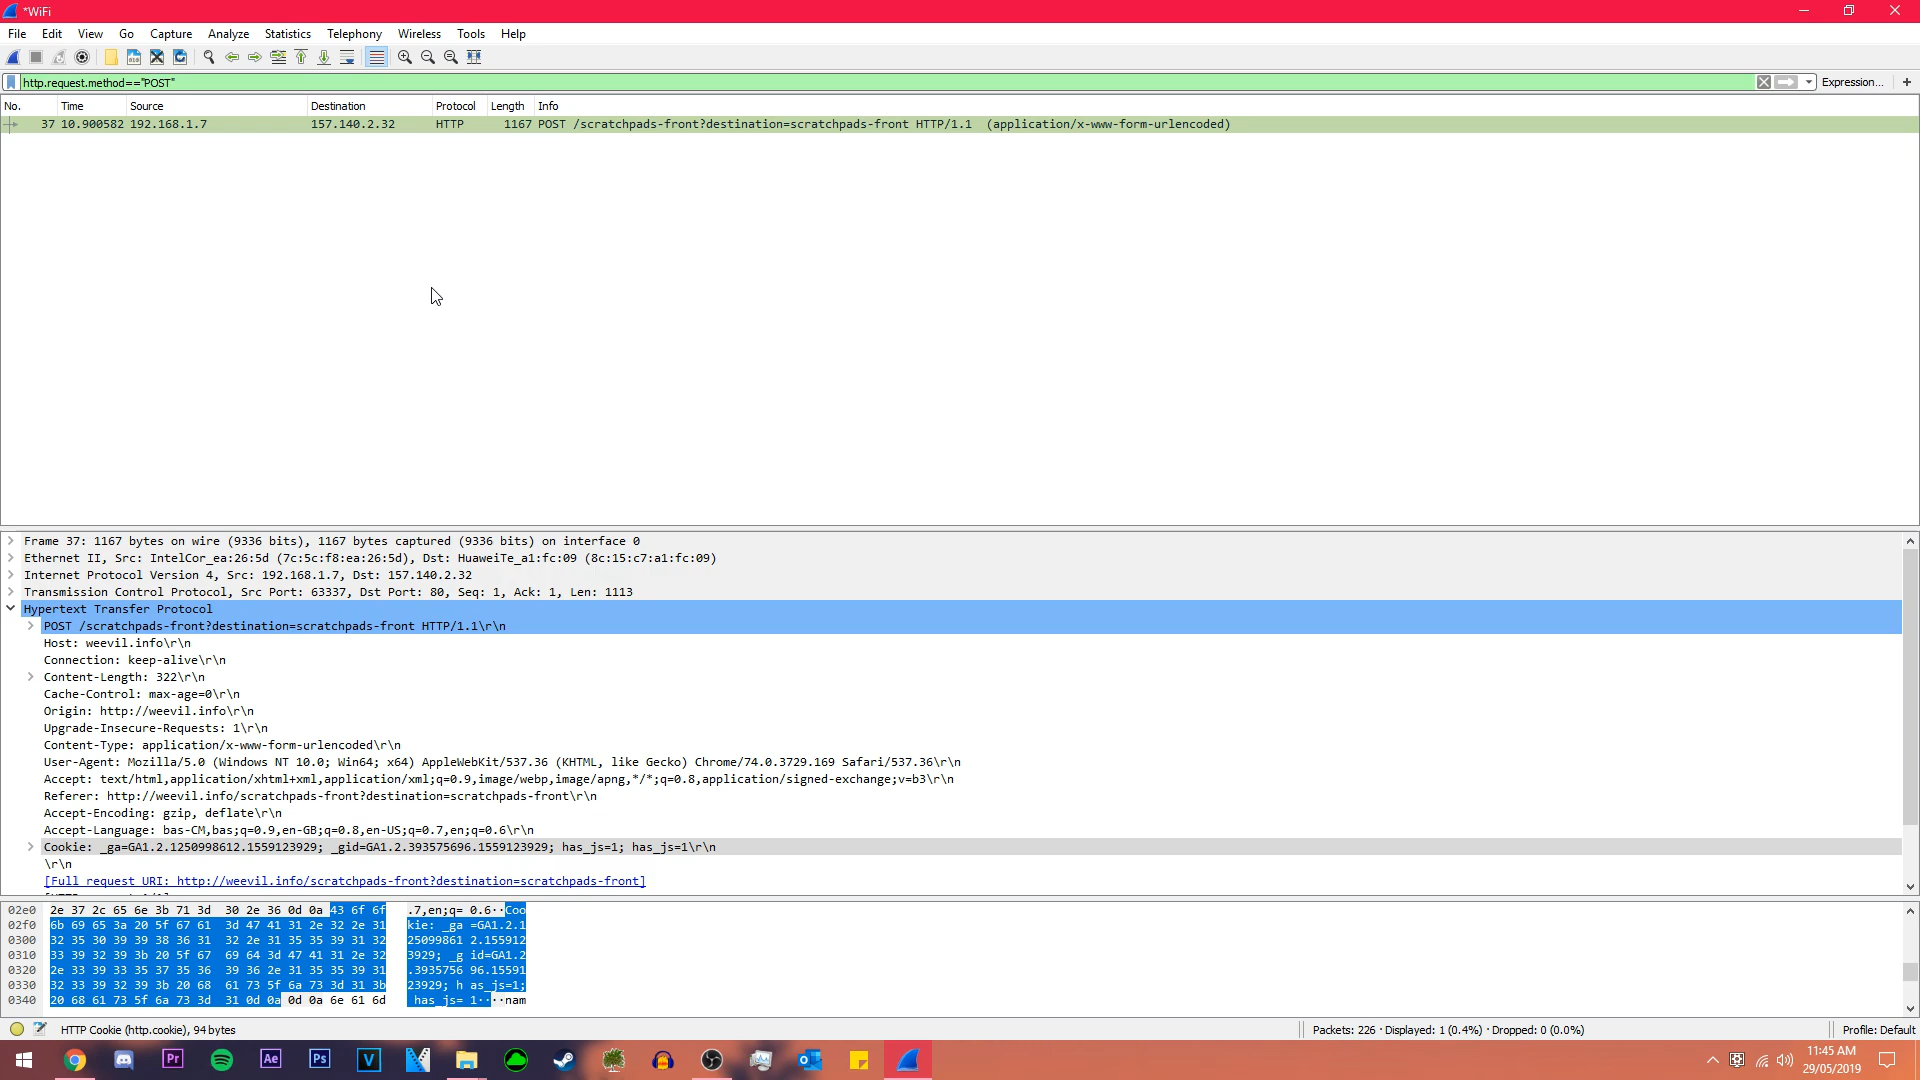 *WiFi
File Edit View Go Capture Analyze Statistics Telephony Wireless Tools Help
http.request.method=="POST"
Expression... +
No. Time Source Destination Protocol Length Info
37 10.900582 192.168.1.7 157.140.2.32 HTTP 1167 POST /scratchpads-front?destination=scratchpads-front HTTP/1.1 (application/x-www-form-urlencoded)
Frame 37: 1167 bytes on wire (9336 bits), 1167 bytes captured (9336 bits) on interface 0
Ethernet II, Src: IntelCor_ea:26:5d (7c:5c:f8:ea:26:5d), Dst: HuaweiTe_a1:fc:09 (8c:15:c7:a1:fc:09)
Internet Protocol Version 4, Src: 192.168.1.7, Dst: 157.140.2.32
Transmission Control Protocol, Src Port: 63337, Dst Port: 80, Seq: 1, Ack: 1, Len: 1113
Hypertext Transfer Protocol
POST /scratchpads-front?destination=scratchpads-front HTTP/1.1\r\n
Host: weevil.info\r\n
Connection: keep-alive\r\n
Content-Length: 322\r\n
Cache-Control: max-age=0\r\n
Origin: http://weevil.info\r\n
Upgrade-Insecure-Requests: 1\r\n
Content-Type: application/x-www-form-urlencoded\r\n
User-Agent: Mozilla/5.0 (Windows NT 10.0; Win64; x64) AppleWebKit/537.36 (KHTML, like Gecko) Chrome/74.0.3729.169 Safari/537.36\r\n
Accept: text/html,application/xhtml+xml,application/xml;q=0.9,image/webp,image/apng,*/*;q=0.8,application/signed-exchange;v=b3\r\n
Referer: http://weevil.info/scratchpads-front?destination=scratchpads-front\r\n
Accept-Encoding: gzip, deflate\r\n
Accept-Language: bas-CM,bas;q=0.9,en-GB;q=0.8,en-US;q=0.7,en;q=0.6\r\n
Cookie: _ga=GA1.2.1250998612.1559123929; _gid=GA1.2.393575696.1559123929; has_js=1; has_js=1\r\n
\r\n
[Full request URI: http://weevil.info/scratchpads-front?destination=scratchpads-front]
02e0 2e 37 2c 65 6e 3b 71 3d 30 2e 36 0d 0a 43 6f 6f .7,en;q= 0.6··Coo
02f0 6b 69 65 3a 20 5f 67 61 3d 47 41 31 2e 32 2e 31 kie: _ga =GA1.2.1
0300 32 35 30 39 39 38 36 31 32 2e 31 35 35 39 31 32 25099861 2.155912
0310 33 39 32 39 3b 20 5f 67 69 64 3d 47 41 31 2e 32 3929; _g id=GA1.2
0320 2e 33 39 33 35 37 35 36 39 36 2e 31 35 35 39 31 .3935756 96.15591
0330 32 33 39 32 39 3b 20 68 61 73 5f 6a 73 3d 31 3b 23929; h as_js=1;
0340 20 68 61 73 5f 6a 73 3d 31 0d 0a 0d 0a 6e 61 6d has_js= 1····nam
HTTP Cookie (http.cookie), 94 bytes Packets: 226 · Displayed: 1 (0.4%) · Dropped: 0 (0.0%) Profile: Default
Pr Ae Ps V
11:45 AM
29/05/2019